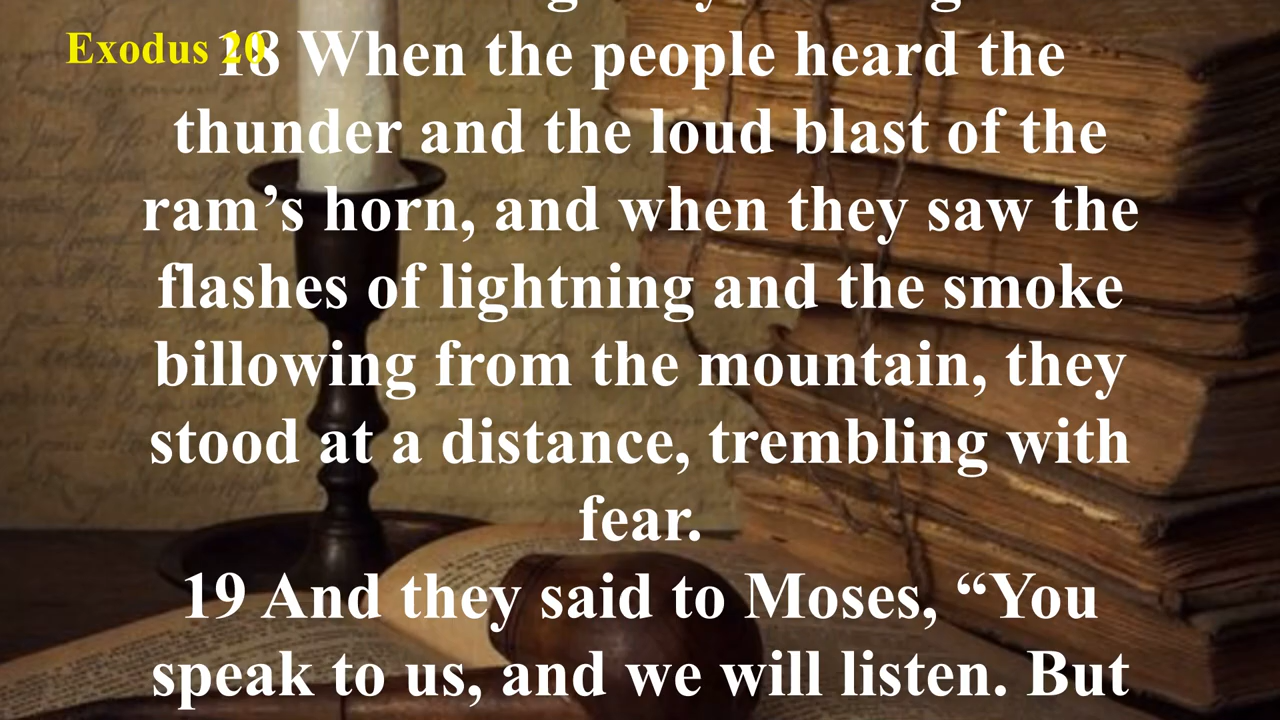 Exodus 20
18 When the people heard the
thunder and the loud blast of the
ram’s horn, and when they saw the
flashes of lightning and the smoke
billowing from the mountain, they
stood at a distance, trembling with
fear.
19 And they said to Moses, “You
speak to us, and we will listen. But